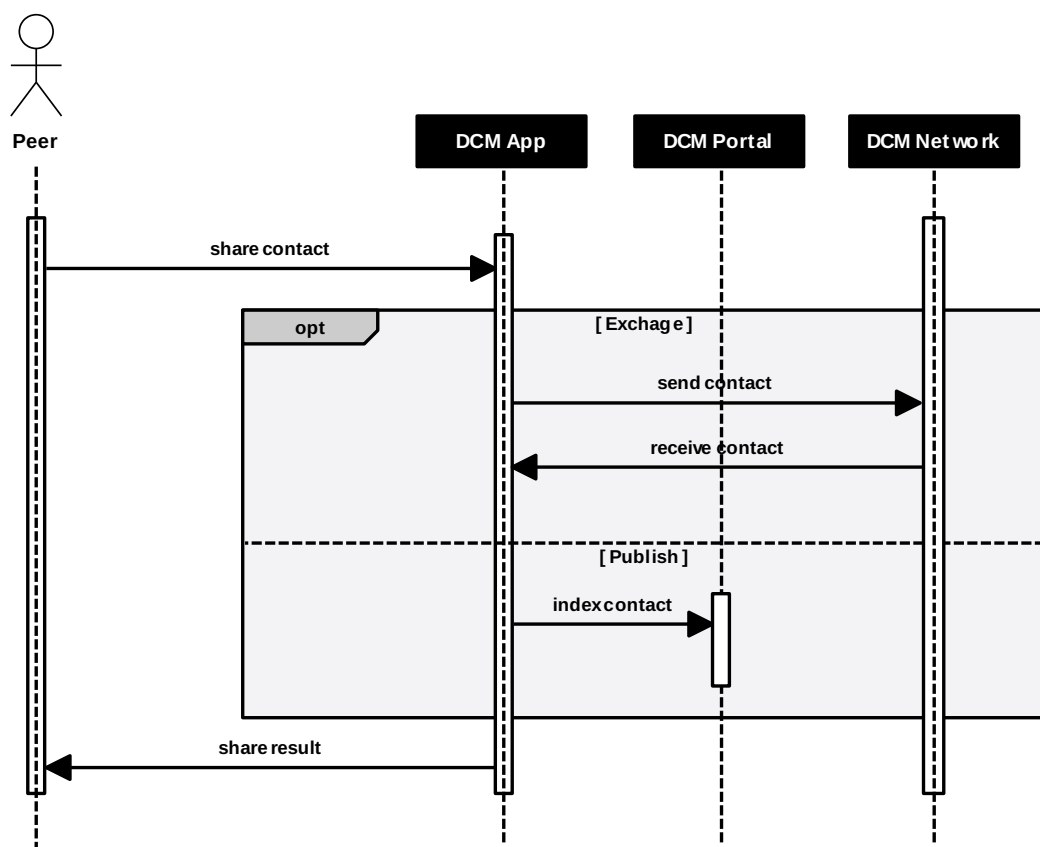 Peer
DCM App
DCM Portal
DCM Network
share contact
opt
[ Exchage ]
send contact
receive contact
[ Publish ]
index contact
share result